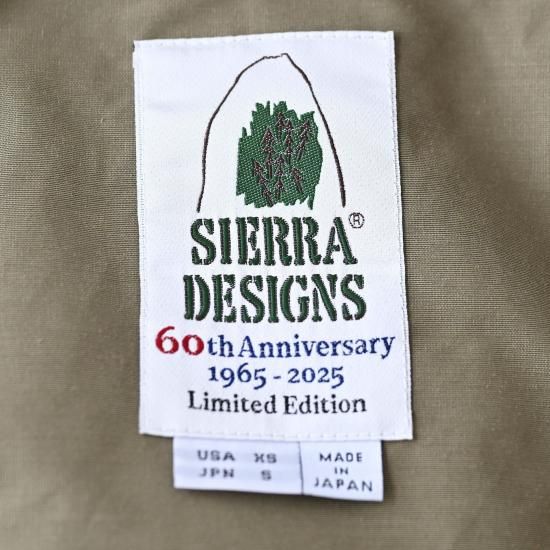 SIERRA®
DESIGNS
60th Anniversary
1965 - 2025
Limited Edition
USA XS
JPN S
MADE
IN
JAPAN